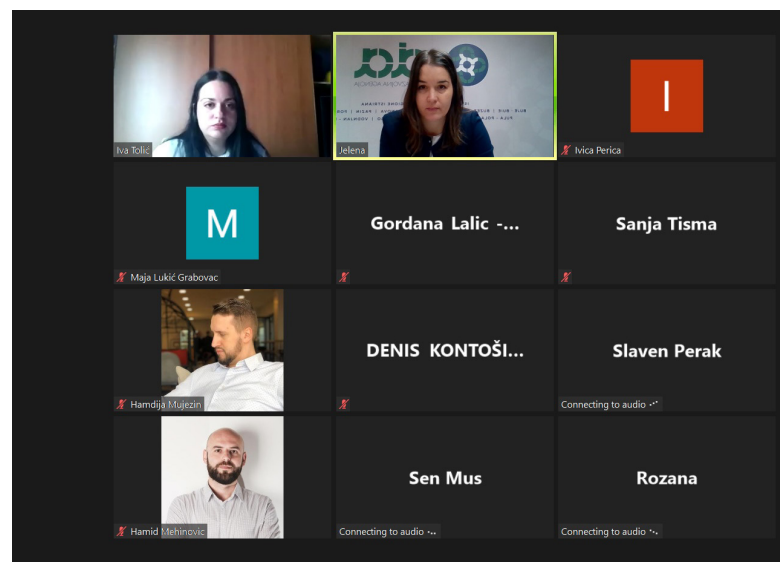 Iva Tolić
Jelena
I
Ivica Perica
M
Maja Lukić Grabovac
Gordana Lalic -...
Sanja Tisma
Hamdija Mujezin
DENIS KONTOŠI...
Slaven Perak
Connecting to audio
Hamid Mehinovic
Sen Mus
Connecting to audio
Rozana
Connecting to audio